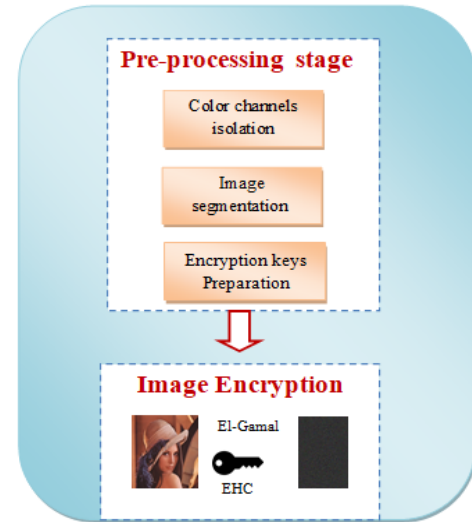 Pre-processing stage
Color channels
isolation
Image
segmentation
Encryption keys
Preparation
Image Encryption
El-Gamal
EHC